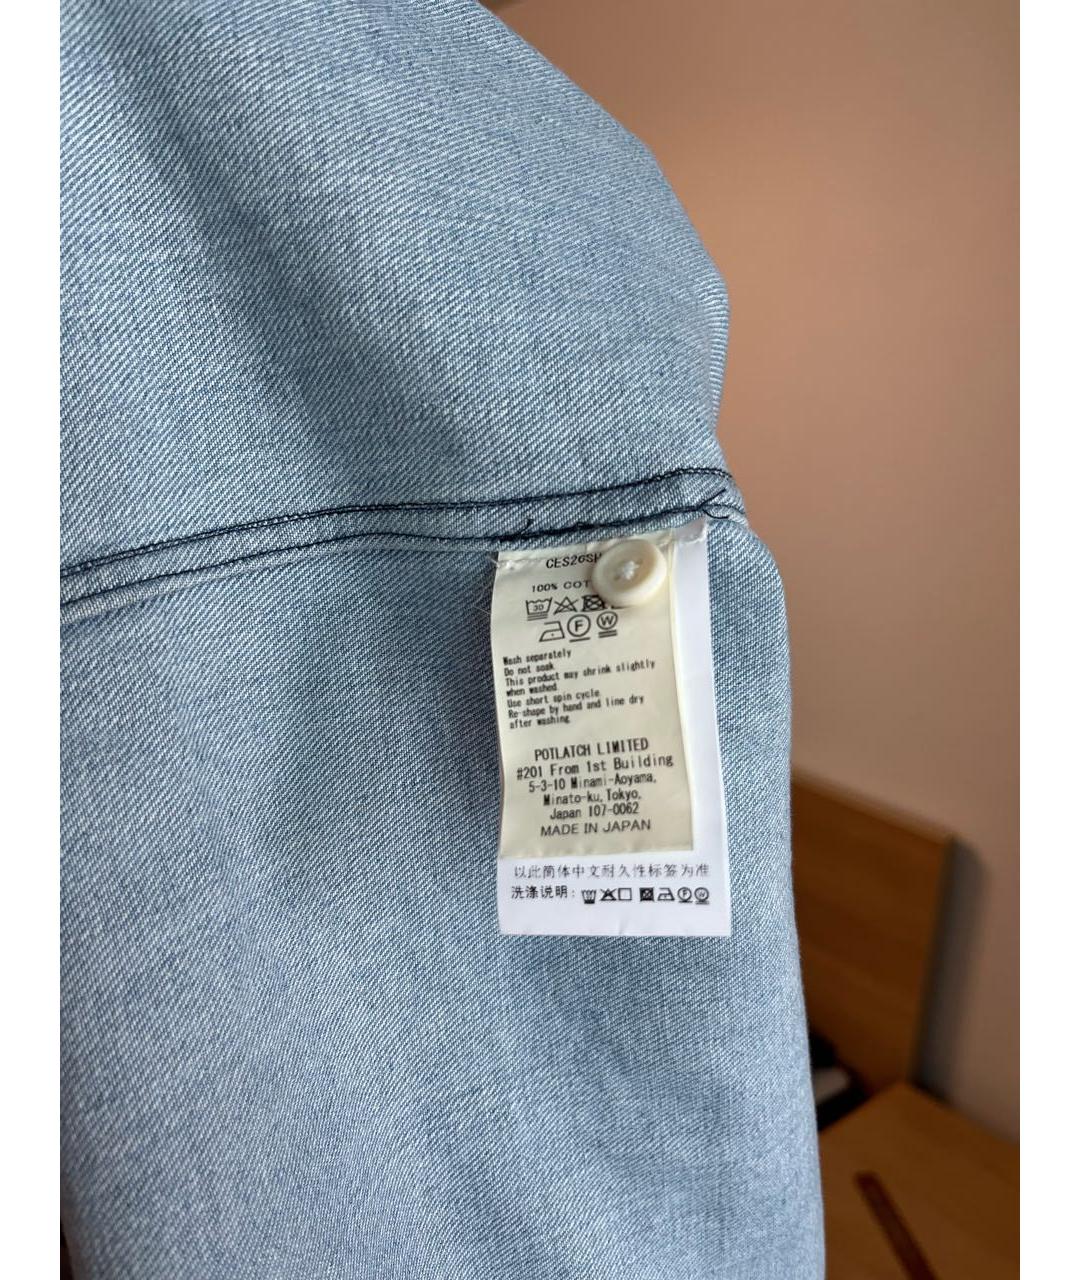 CES26SH
100% COT
30
F W
Wash separately
Do not soak.
This product may shrink slightly
when washed.
Use short spin cycle.
Re-shape by hand and line dry
after washing.
POTLATCH LIMITED
#201 From 1st Building
5-3-10 Minami-Aoyama,
Minato-ku, Tokyo,
Japan 107-0062
MADE IN JAPAN
以此简体中文耐久性标签为准
洗涤说明: